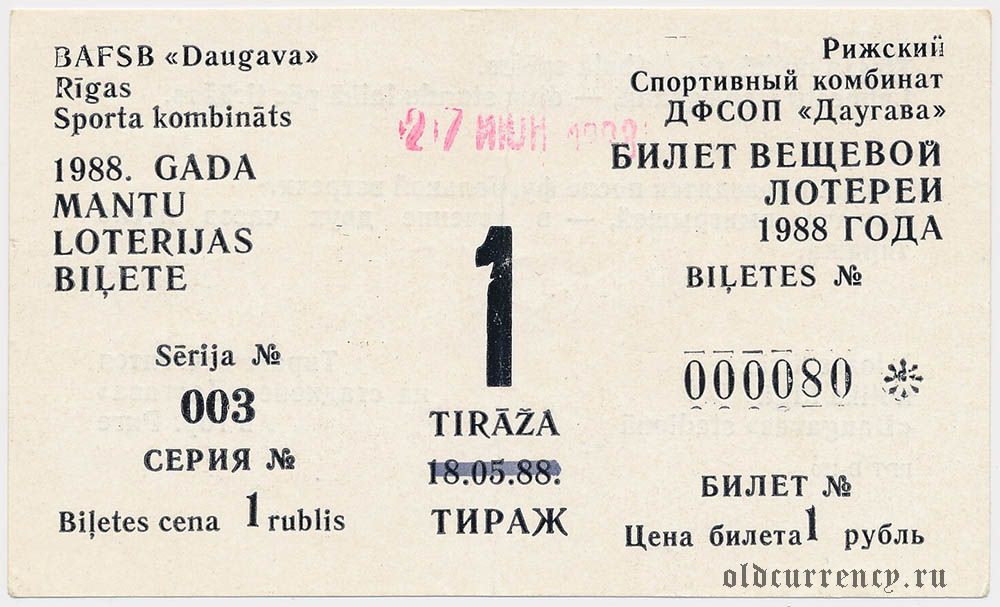 BAFSB «Daugava»
Rīgas
Sporta kombināts
1988. GADA
MANTU
LOTERIJAS
BIĻETE
Sērija №
003
СЕРИЯ №
Biļetes cena 1 rublis
27 ИЮН 1988
1
TIRĀŽA
18.05.88.
ТИРАЖ
Рижский
Спортивный комбинат
ДФСОП «Даугава»
БИЛЕТ ВЕЩЕВОЙ
ЛОТЕРЕИ
1988 ГОДА
BIĻETES №
000080
БИЛЕТ №
Цена билета 1 рубль
oldcurrency.ru